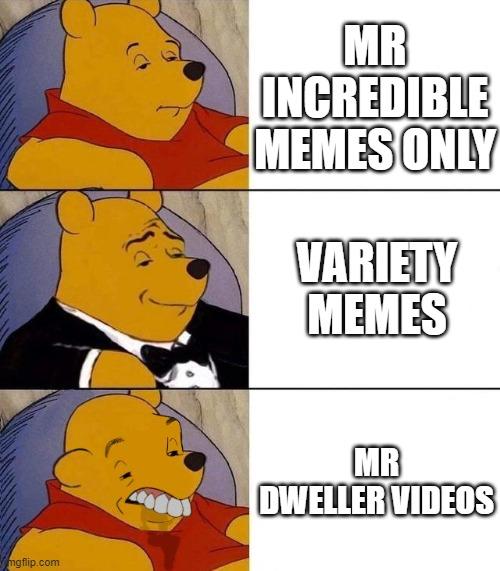 MR
INCREDIBLE
MEMES ONLY
VARIETY
MEMES
MR
DWELLER VIDEOS
imgflip.com